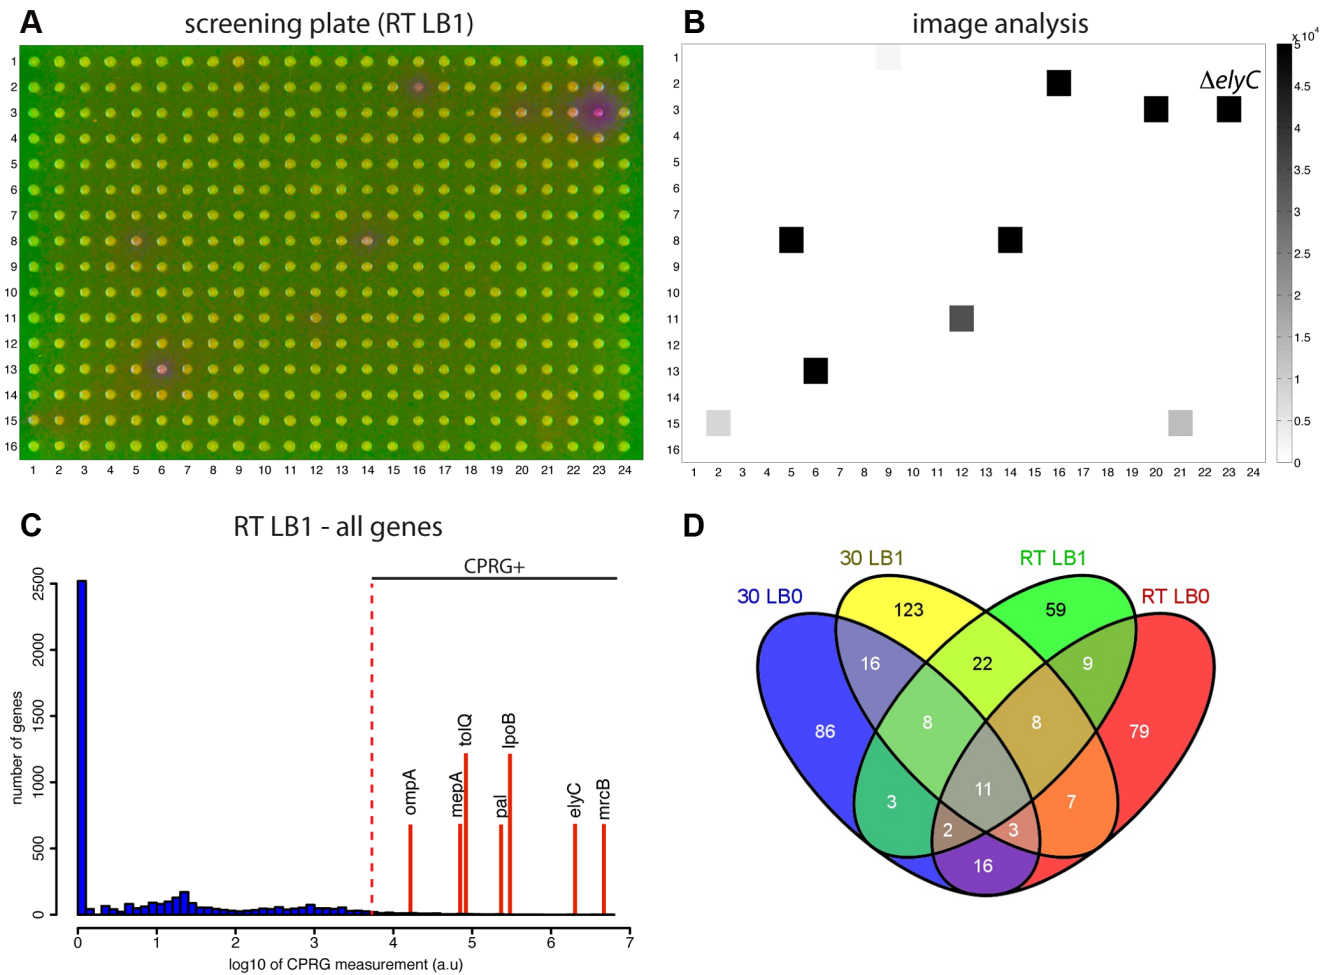 A
screening plate (RT LB1)
1
2
3
4
5
6
7
8
9
10
11
12
13
14
15
16
1 2 3 4 5 6 7 8 9 10 11 12 13 14 15 16 17 18 19 20 21 22 23 24
B
image analysis
ΔelyC
1
2
3
4
5
6
7
8
9
10
11
12
13
14
15
16
1 2 3 4 5 6 7 8 9 10 11 12 13 14 15 16 17 18 19 20 21 22 23 24
x 10⁴
5
4.5
4
3.5
3
2.5
2
1.5
1
0.5
0
C
RT LB1 - all genes
CPRG+
number of genes
2500
2000
1500
1000
500
0
ompA
mepA
tolQ
pal
lpoB
elyC
mrcB
0 1 2 3 4 5 6 7
log10 of CPRG measurement (a.u)
D
30 LB1
RT LB1
30 LB0
RT LB0
123
59
16
22
9
86
8
8
79
11
3
7
2
3
16